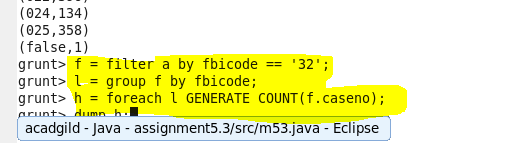 (024,134)
(025,358)
(false,1)
grunt> f = filter a by fbicode == '32';
grunt> l = group f by fbicode;
grunt> h = foreach l GENERATE COUNT(f.caseno);
grunt> dump h;
acadgild - Java - assignment5.3/src/m53.java - Eclipse